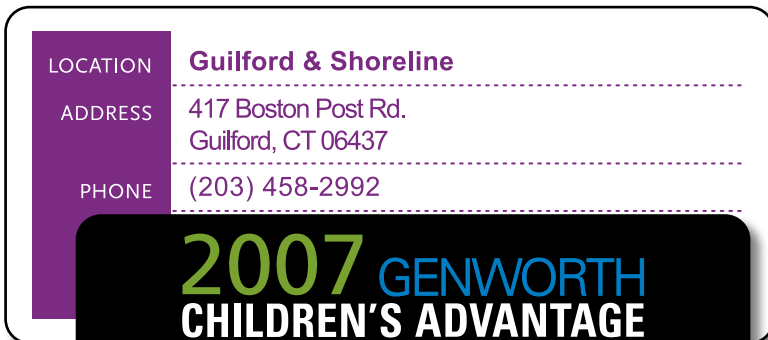 LOCATION Guilford & Shoreline
ADDRESS 417 Boston Post Rd.
Guilford, CT 06437
PHONE (203) 458-2992
2007 GENWORTH
CHILDREN'S ADVANTAGE